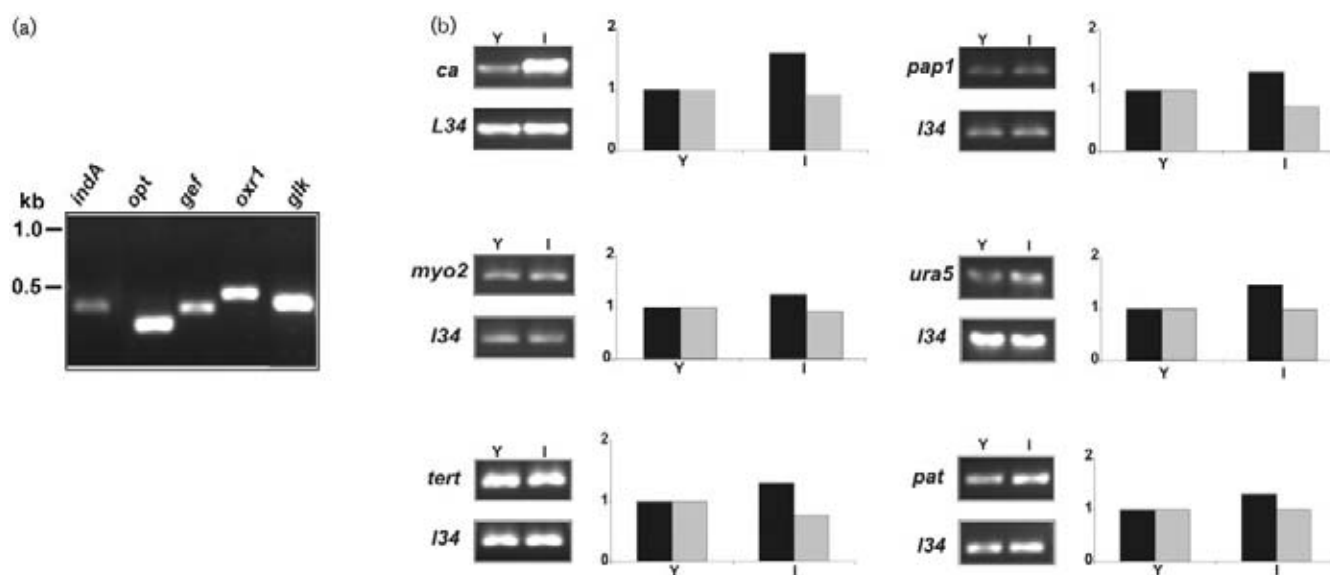 (a)
kb
indA opt gef oxr1 glk
1.0
0.5
(b)
Y I
ca
L34
2
1
0
Y I
Y I
pap1
l34
2
1
0
Y I
Y I
myo2
l34
2
1
0
Y I
Y I
ura5
l34
2
1
0
Y I
Y I
tert
l34
2
1
0
Y I
Y I
pat
l34
2
1
0
Y I